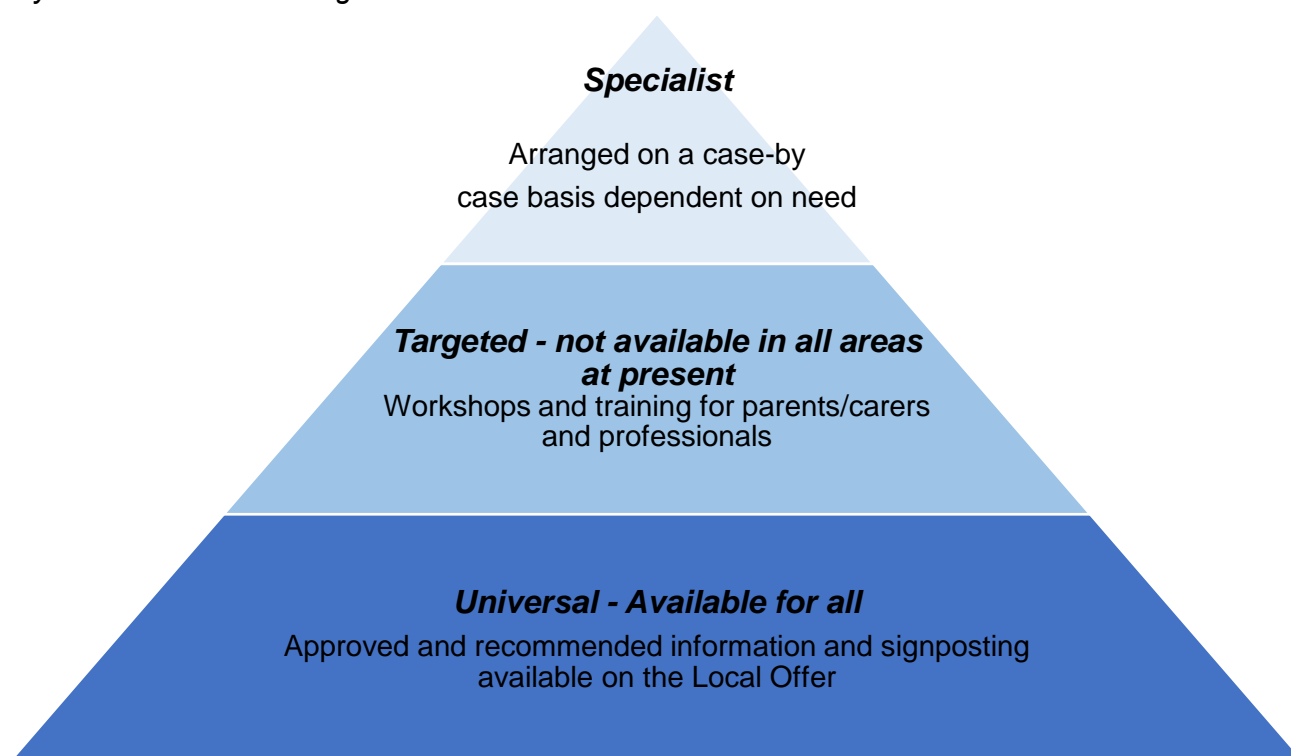 Specialist
Arranged on a case-by
case basis dependent on need
Targeted - not available in all areas
at present
Workshops and training for parents/carers
and professionals
Universal - Available for all
Approved and recommended information and signposting
available on the Local Offer